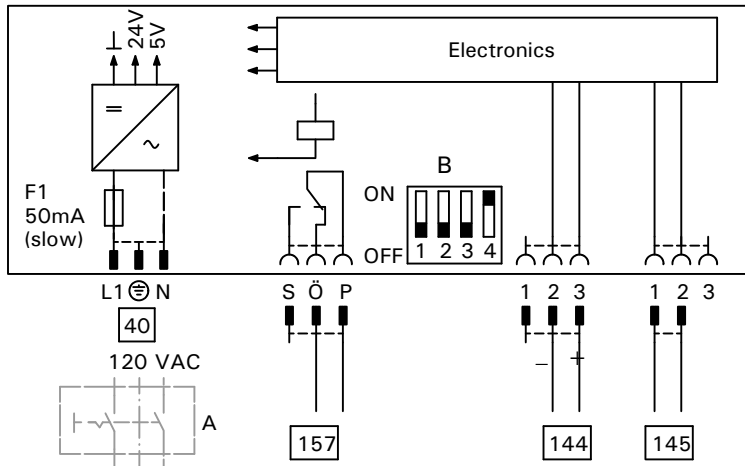 24V
5V
Electronics
=
~
F1
50mA
(slow)
B
ON
OFF
1 2 3 4
L1 N
S Ö P
1 2 3
1 2 3
40
120 VAC
A
– +
157
144
145